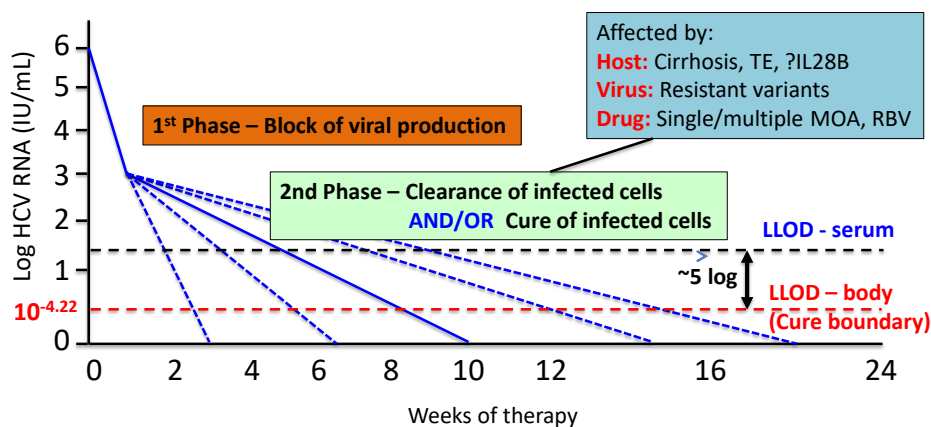 Affected by:
Host: Cirrhosis, TE, ?IL28B
Virus: Resistant variants
Drug: Single/multiple MOA, RBV
1st Phase – Block of viral production
2nd Phase – Clearance of infected cells
AND/OR Cure of infected cells
LLOD - serum
~5 log
LLOD – body
(Cure boundary)
Log HCV RNA (IU/mL)
6
5
4
3
2
1
10-4.22
0
0 2 4 6 8 10 12 16 24
Weeks of therapy